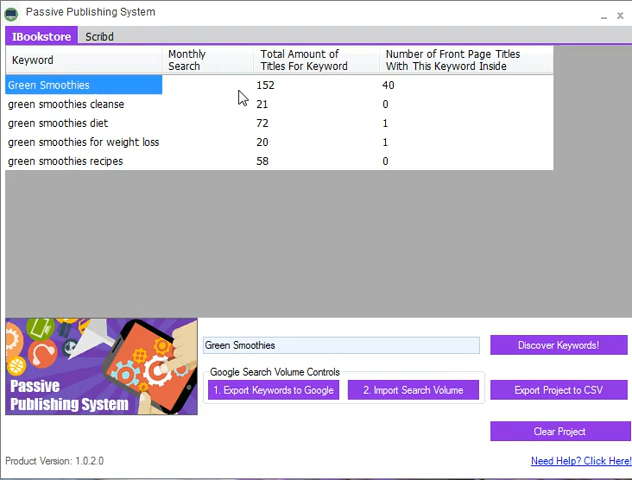 Passive Publishing System
IBookstore Scribd
Keyword Monthly Search Total Amount of Titles For Keyword Number of Front Page Titles With This Keyword Inside
Green Smoothies 152 40
green smoothies cleanse 21 0
green smoothies diet 72 1
green smoothies for weight loss 20 1
green smoothies recipes 58 0
Passive
Publishing System
Green Smoothies
Discover Keywords!
Google Search Volume Controls
1. Export Keywords to Google
2. Import Search Volume
Export Project to CSV
Clear Project
Product Version: 1.0.2.0
Need Help? Click Here!